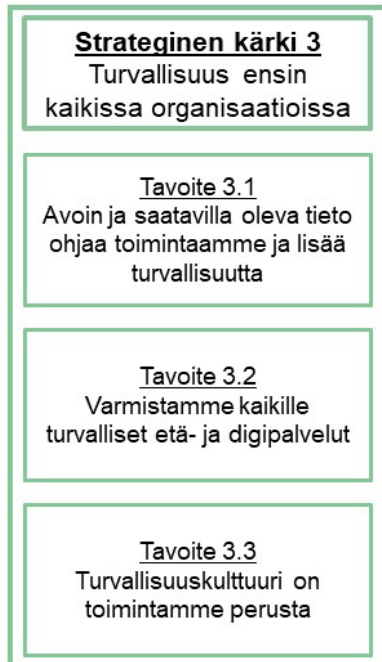 Strateginen kärki 3
Turvallisuus ensin
kaikissa organisaatioissa
Tavoite 3.1
Avoin ja saatavilla oleva tieto
ohjaa toimintaamme ja lisää
turvallisuutta
Tavoite 3.2
Varmistamme kaikille
turvalliset etä- ja digipalvelut
Tavoite 3.3
Turvallisuuskulttuuri on
toimintamme perusta